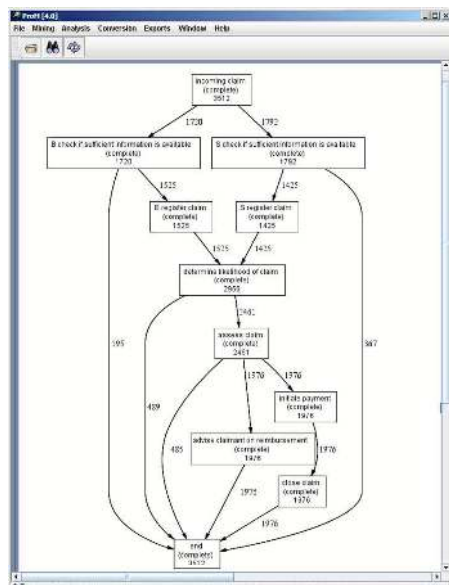 ProM [4.0]
File Mining Analysis Conversion Exports Window Help
incoming claim
(complete)
3512
1720
1792
B check if sufficient information is available
(complete)
1720
S check if sufficient information is available
(complete)
1792
1525
1425
B register claim
(complete)
1525
S register claim
(complete)
1425
1525
1425
determine likelihood of claim
(complete)
2950
2461
assess claim
(complete)
2461
195
367
1976
1976
initiate payment
(complete)
1976
489
485
advise claimant on reimbursement
(complete)
1976
1976
close claim
(complete)
1976
1976
end
(complete)
3512